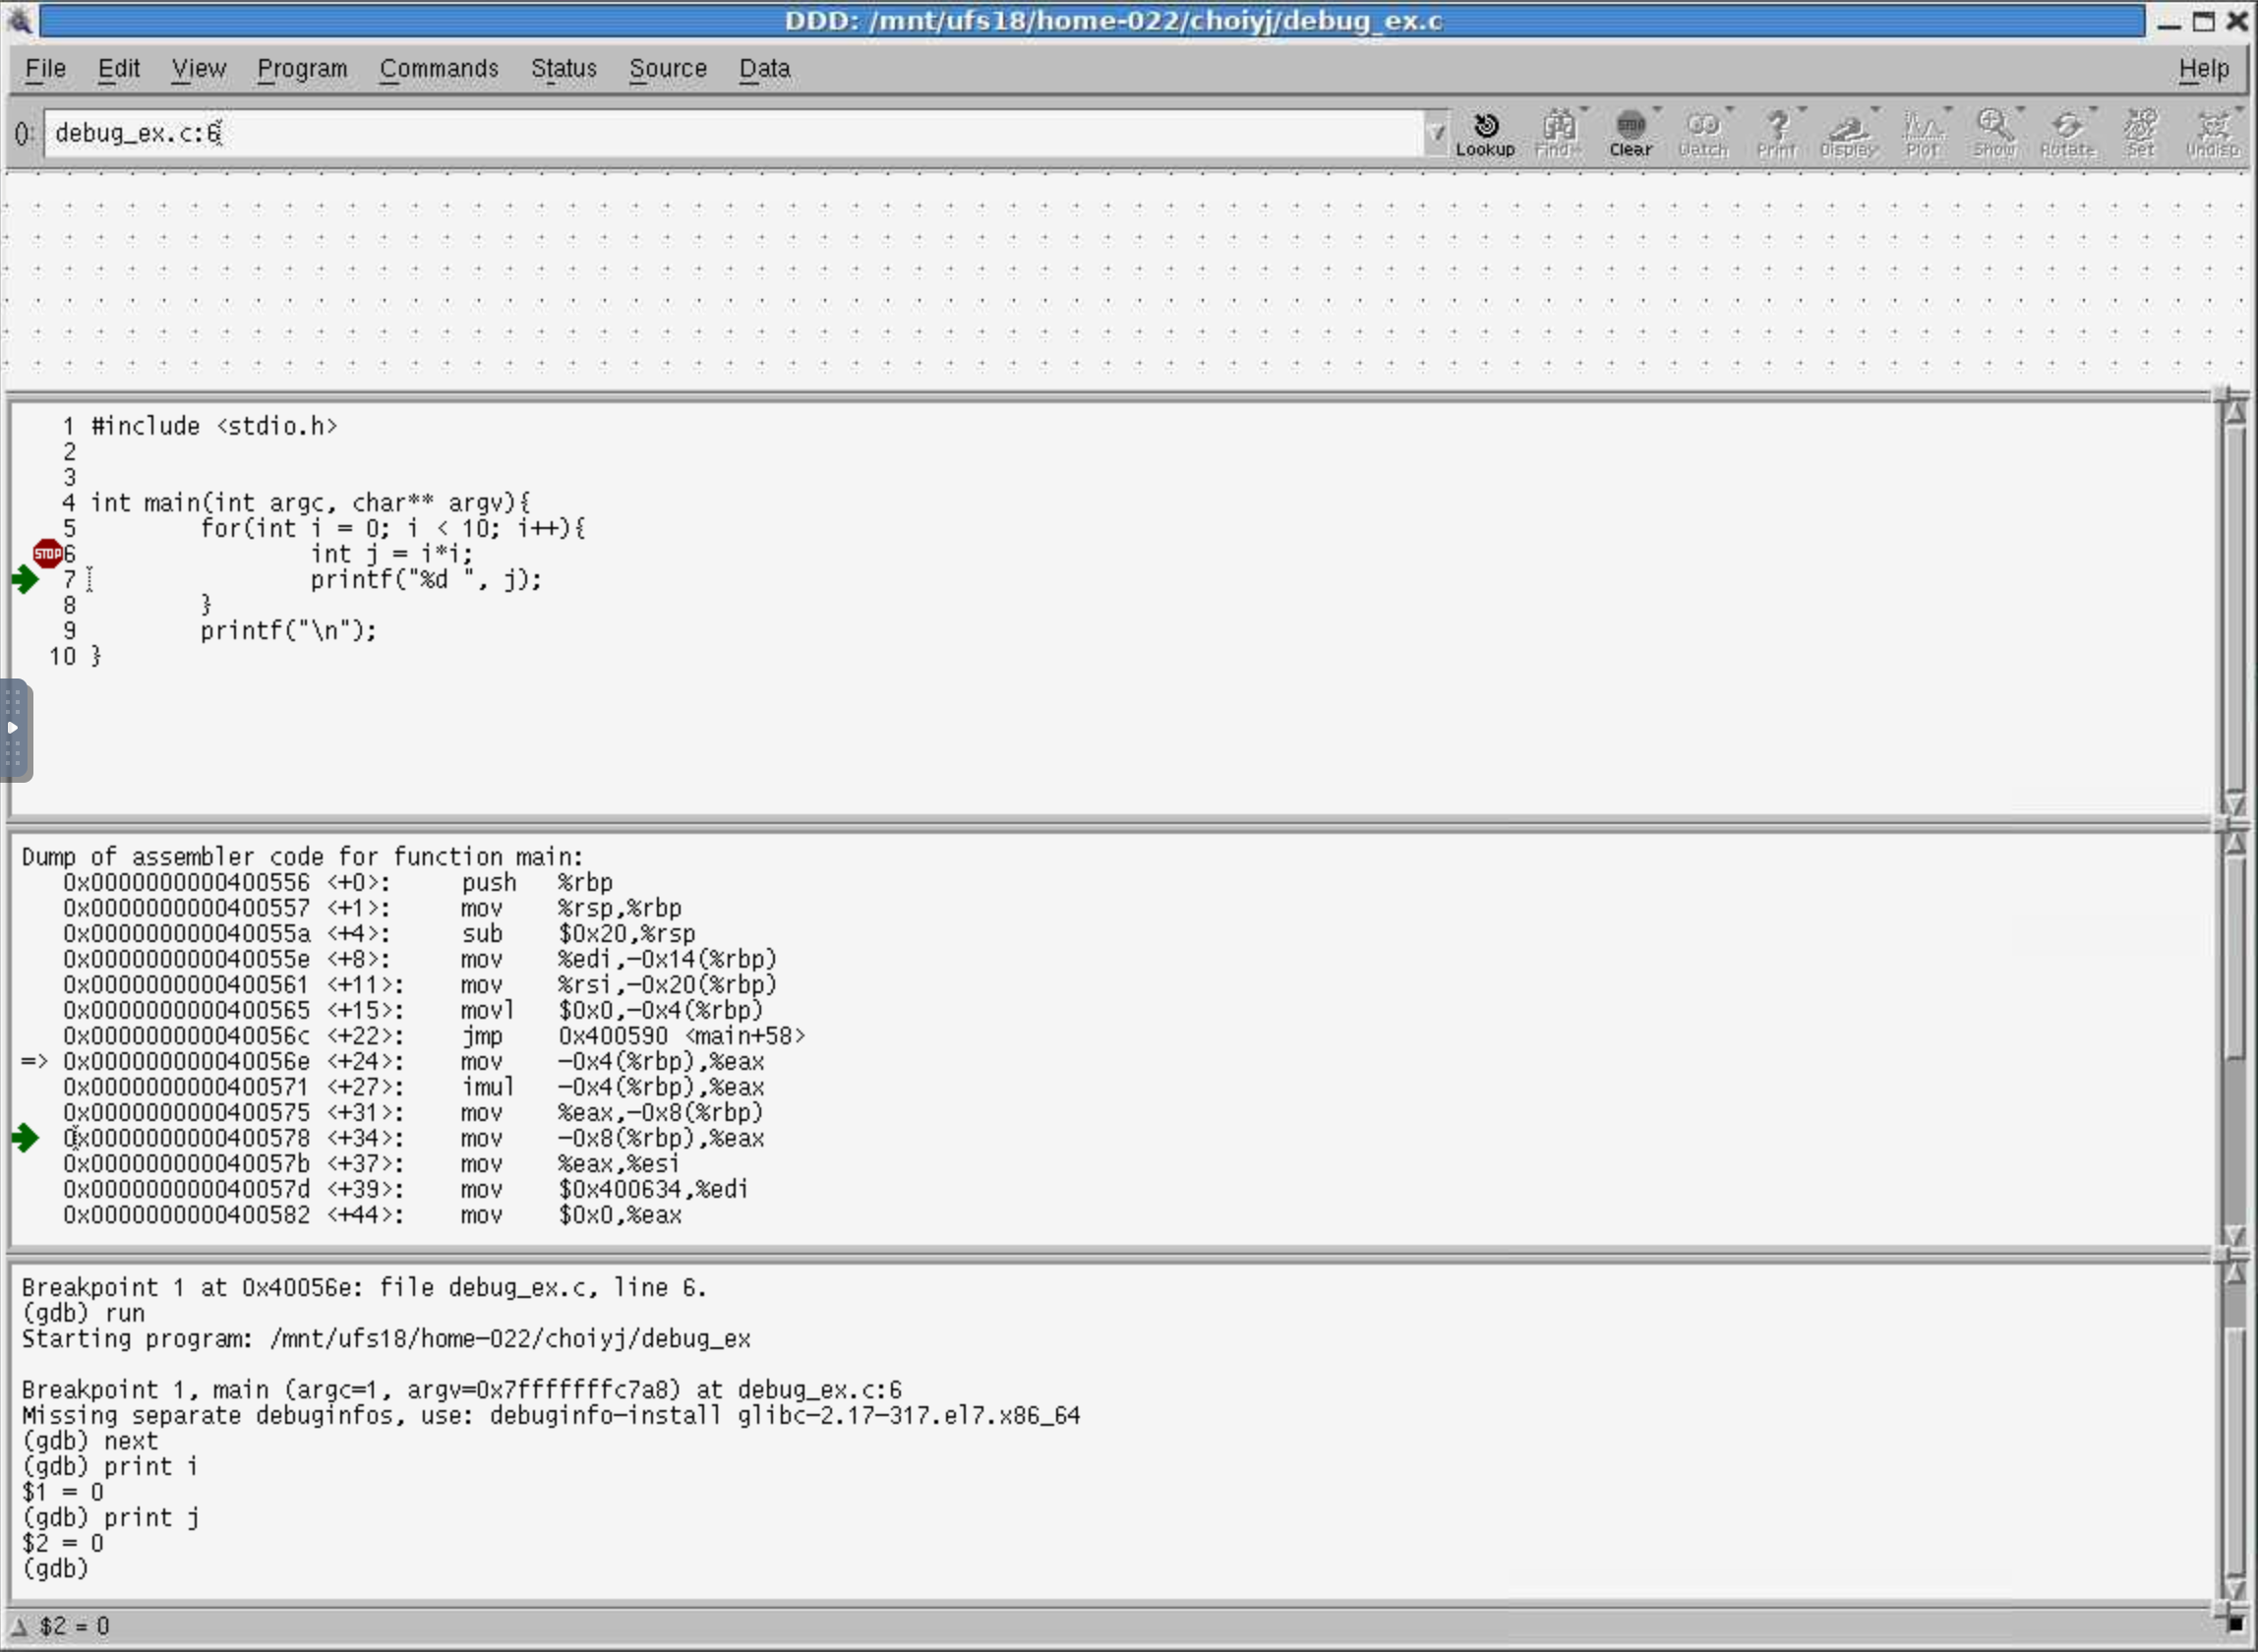 DDD: /mnt/ufs18/home-022/choiyj/debug_ex.c
File Edit View Program Commands Status Source Data Help
(): debug_ex.c:6 Lookup Find Clear Watch Print Display Plot Show Rotate Set Undisp
1 #include <stdio.h>
2
3
4 int main(int argc, char** argv){
5 for(int i = 0; i < 10; i++){
STOP 6 int j = i*i;
7 printf("%d ", j);
8 }
9 printf("\n");
10 }
Dump of assembler code for function main:
0x0000000000400556 <+0>: push %rbp
0x0000000000400557 <+1>: mov %rsp,%rbp
0x000000000040055a <+4>: sub $0x20,%rsp
0x000000000040055e <+8>: mov %edi,-0x14(%rbp)
0x0000000000400561 <+11>: mov %rsi,-0x20(%rbp)
0x0000000000400565 <+15>: movl $0x0,-0x4(%rbp)
0x000000000040056c <+22>: jmp 0x400590 <main+58>
=> 0x000000000040056e <+24>: mov -0x4(%rbp),%eax
0x0000000000400571 <+27>: imul -0x4(%rbp),%eax
0x0000000000400575 <+31>: mov %eax,-0x8(%rbp)
0x0000000000400578 <+34>: mov -0x8(%rbp),%eax
0x000000000040057b <+37>: mov %eax,%esi
0x000000000040057d <+39>: mov $0x400634,%edi
0x0000000000400582 <+44>: mov $0x0,%eax
Breakpoint 1 at 0x40056e: file debug_ex.c, line 6.
(gdb) run
Starting program: /mnt/ufs18/home-022/choiyj/debug_ex
Breakpoint 1, main (argc=1, argv=0x7fffffffc7a8) at debug_ex.c:6
Missing separate debuginfos, use: debuginfo-install glibc-2.17-317.el7.x86_64
(gdb) next
(gdb) print i
$1 = 0
(gdb) print j
$2 = 0
(gdb)
$2 = 0